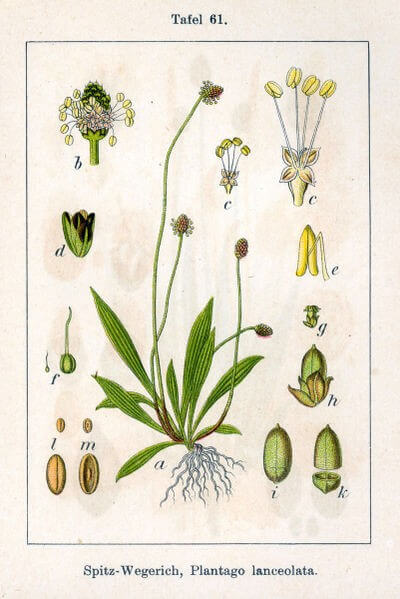 Tafel 61.
b
c
c
d
e
f
g
h
l
m
a
i
k
Spitz-Wegerich, Plantago lanceolata.